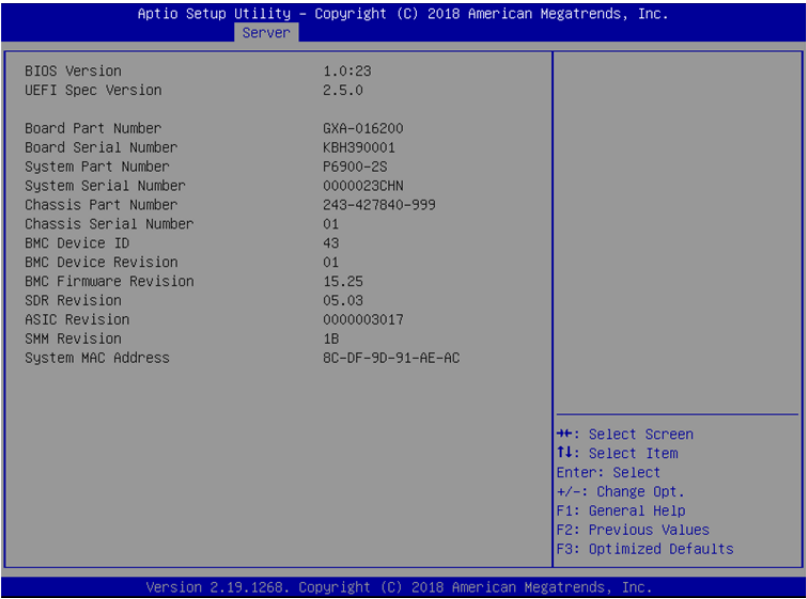 Aptio Setup Utility - Copyright (C) 2018 American Megatrends, Inc.
Server
BIOS Version 1.0:23
UEFI Spec Version 2.5.0
Board Part Number GXA-016200
Board Serial Number KBH390001
System Part Number P6900-2S
System Serial Number 0000023CHN
Chassis Part Number 243-427840-999
Chassis Serial Number 01
BMC Device ID 43
BMC Device Revision 01
BMC Firmware Revision 15.25
SDR Revision 05.03
ASIC Revision 0000003017
SMM Revision 1B
System MAC Address 8C-DF-9D-91-AE-AC
→←: Select Screen
↑↓: Select Item
Enter: Select
+/-: Change Opt.
F1: General Help
F2: Previous Values
F3: Optimized Defaults
Version 2.19.1268. Copyright (C) 2018 American Megatrends, Inc.